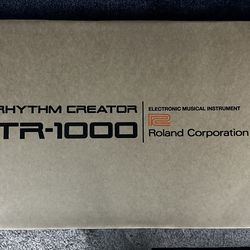 RHYTHM CREATOR
TR-1000
ELECTRONIC MUSICAL INSTRUMENT
Roland Corporation